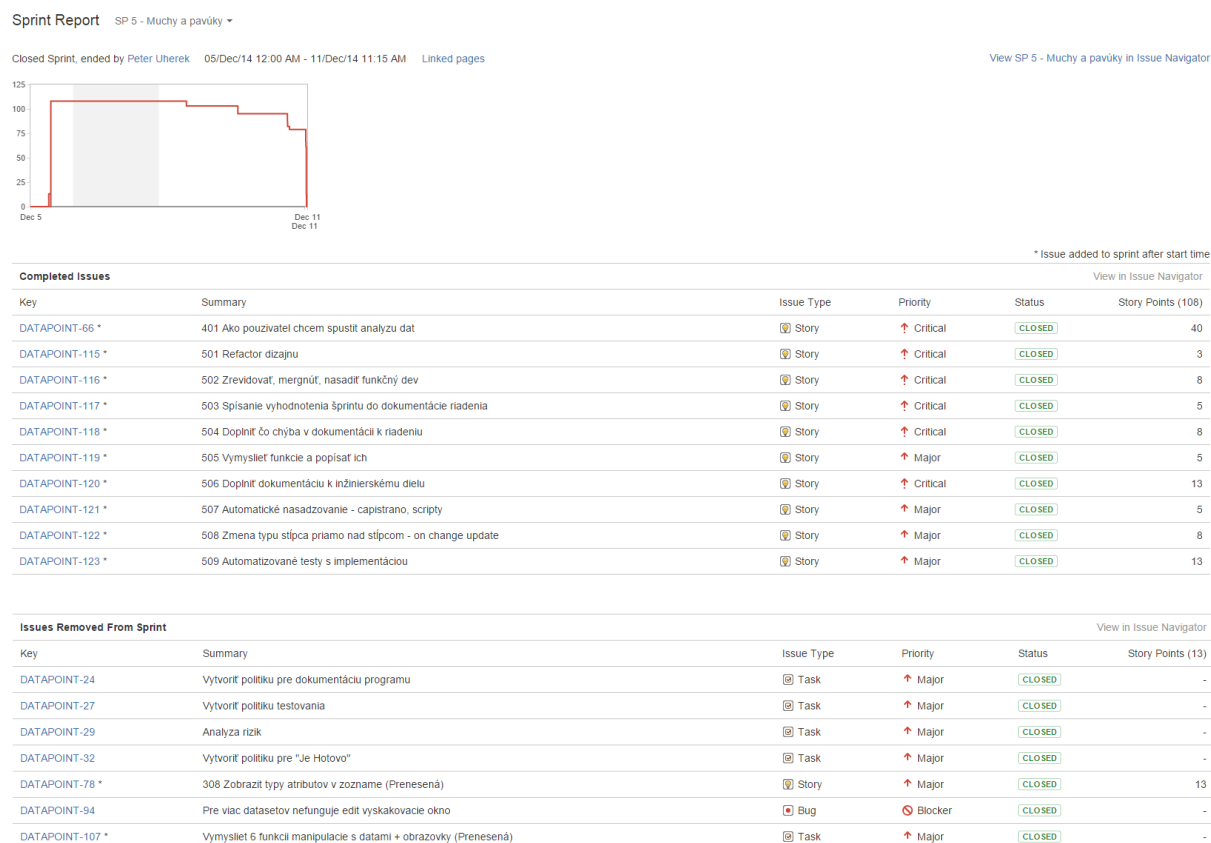 Sprint Report SP 5 - Muchy a pavúky
Closed Sprint, ended by Peter Uherek 05/Dec/14 12:00 AM - 11/Dec/14 11:15 AM Linked pages View SP 5 - Muchy a pavúky in Issue Navigator
125
100
75
50
25
0
Dec 5 Dec 11
Dec 11
* Issue added to sprint after start time
Completed Issues View in Issue Navigator
Key Summary Issue Type Priority Status Story Points (108)
DATAPOINT-66 * 401 Ako pouzivatel chcem spustit analyzu dat Story Critical CLOSED 40
DATAPOINT-115 * 501 Refactor dizajnu Story Critical CLOSED 3
DATAPOINT-116 * 502 Zrevidovať, mergnúť, nasadiť funkčný dev Story Critical CLOSED 8
DATAPOINT-117 * 503 Spísanie vyhodnotenia šprintu do dokumentácie riadenia Story Critical CLOSED 5
DATAPOINT-118 * 504 Doplniť čo chýba v dokumentácii k riadeniu Story Critical CLOSED 8
DATAPOINT-119 * 505 Vymyslieť funkcie a popísať ich Story Major CLOSED 5
DATAPOINT-120 * 506 Doplniť dokumentáciu k inžinierskému dielu Story Critical CLOSED 13
DATAPOINT-121 * 507 Automatické nasadzovanie - capistrano, scripty Story Major CLOSED 5
DATAPOINT-122 * 508 Zmena typu stĺpca priamo nad stĺpcom - on change update Story Major CLOSED 8
DATAPOINT-123 * 509 Automatizované testy s implementáciou Story Major CLOSED 13
Issues Removed From Sprint View in Issue Navigator
Key Summary Issue Type Priority Status Story Points (13)
DATAPOINT-24 Vytvoriť politiku pre dokumentáciu programu Task Major CLOSED -
DATAPOINT-27 Vytvoriť politiku testovania Task Major CLOSED -
DATAPOINT-29 Analyza rizik Task Major CLOSED -
DATAPOINT-32 Vytvoriť politiku pre "Je Hotovo" Task Major CLOSED -
DATAPOINT-78 * 308 Zobrazit typy atributov v zozname (Prenesená) Story Major CLOSED 13
DATAPOINT-94 Pre viac datasetov nefunguje edit vyskakovacie okno Bug Blocker CLOSED -
DATAPOINT-107 * Vymysliet 6 funkcii manipulacie s datami + obrazovky (Prenesená) Task Major CLOSED -